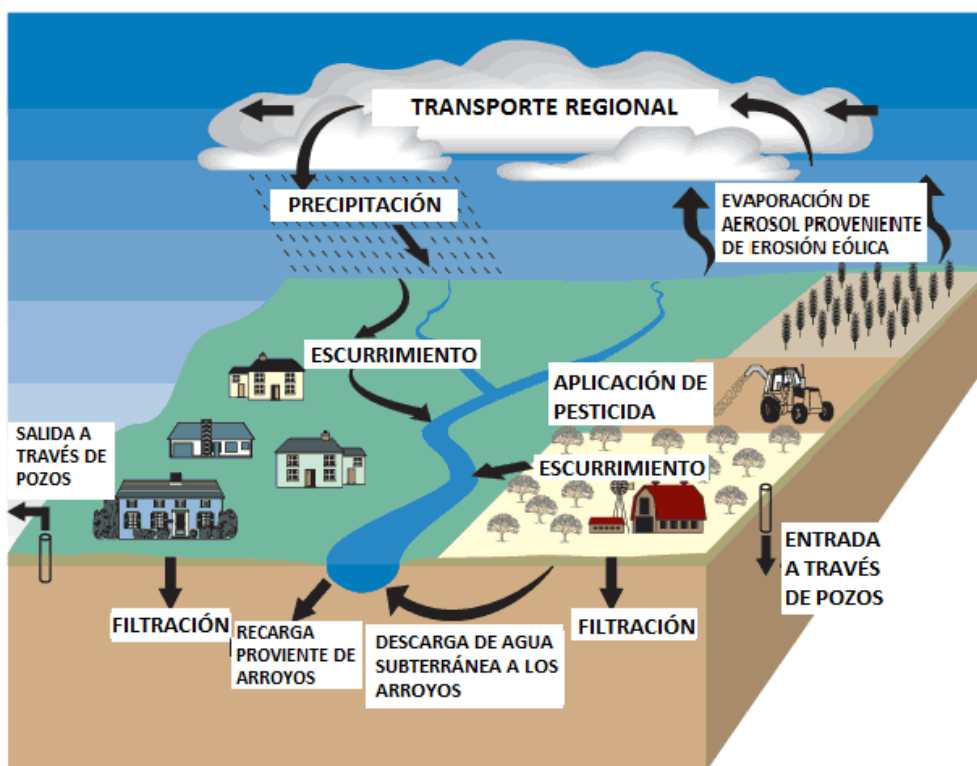 TRANSPORTE REGIONAL
PRECIPITACIÓN
EVAPORACIÓN DE
AEROSOL PROVENIENTE
DE EROSIÓN EÓLICA
ESCURRIMIENTO
APLICACIÓN DE
PESTICIDA
SALIDA A
TRAVÉS DE
POZOS
ESCURRIMIENTO
ENTRADA
A TRAVÉS
DE POZOS
FILTRACIÓN
RECARGA
PROVIENTE DE
ARROYOS
DESCARGA DE AGUA
SUBTERRÁNEA A LOS
ARROYOS
FILTRACIÓN